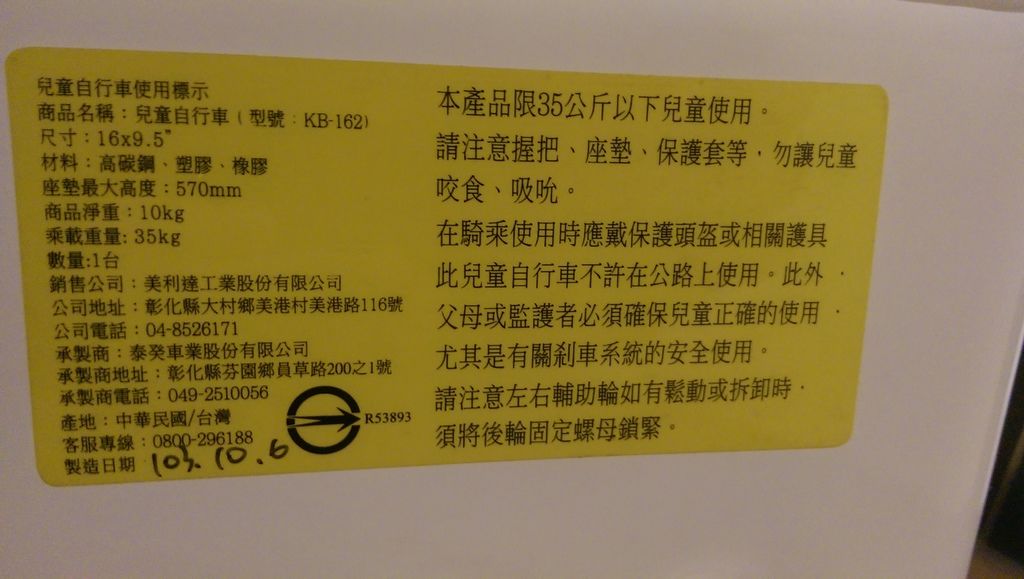 兒童自行車使用標示
商品名稱：兒童自行車（型號：KB-162)
尺寸：16x9.5"
材料：高碳鋼、塑膠、橡膠
座墊最大高度：570mm
商品淨重：10kg
乘載重量: 35kg
數量:1台
銷售公司：美利達工業股份有限公司
公司地址：彰化縣大村鄉美港村美港路116號
公司電話：04-8526171
承製商：泰癸車業股份有限公司
承製商地址：彰化縣芬園鄉員草路200之1號
承製商電話：049-2510056
產地：中華民國/台灣
客服專線：0800-296188
製造日期 103.10.6
R53893
本產品限35公斤以下兒童使用。
請注意握把、座墊、保護套等，勿讓兒童
咬食、吸吮。
在騎乘使用時應戴保護頭盔或相關護具
此兒童自行車不許在公路上使用。此外，
父母或監護者必須確保兒童正確的使用，
尤其是有關剎車系統的安全使用。
請注意左右輔助輪如有鬆動或拆卸時，
須將後輪固定螺母鎖緊。